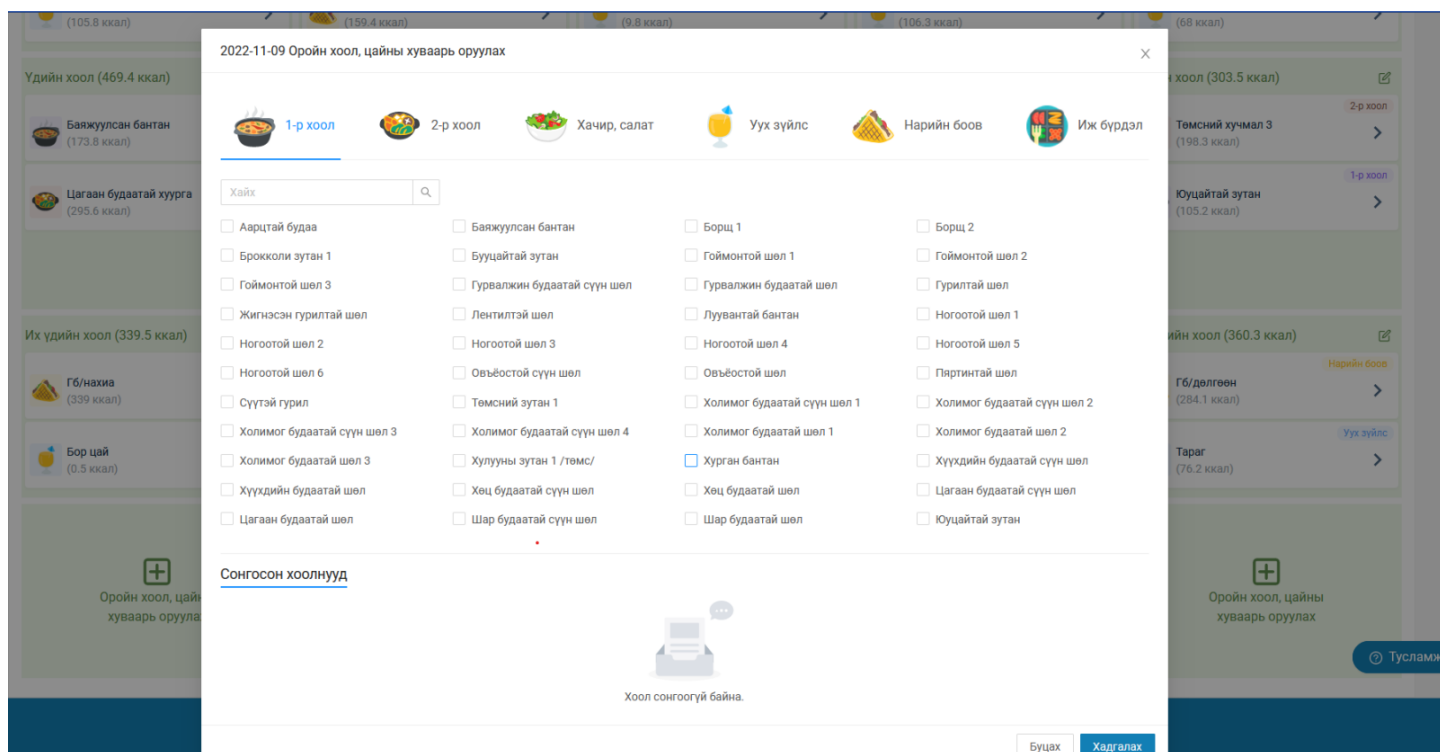 (105.8 ккал)
(159.4 ккал)
(9.8 ккал)
(106.3 ккал)
(68 ккал)
2022-11-09 Оройн хоол, цайны хуваарь оруулах
Үдийн хоол (469.4 ккал)
н хоол (303.5 ккал)
1-р хоол
2-р хоол
Хачир, салат
Уух зүйлс
Нарийн боов
Иж бүрдэл
Баяжуулсан бантан
(173.8 ккал)
2-р хоол
Төмсний хучмал 3
(198.3 ккал)
Цагаан будаатай хуурга
(295.6 ккал)
1-р хоол
Юуцайтай зутан
(105.2 ккал)
Хайх
Аарцтай будаа
Баяжуулсан бантан
Борщ 1
Борщ 2
Брокколи зутан 1
Бууцайтай зутан
Гоймонтой шөл 1
Гоймонтой шөл 2
Гоймонтой шөл 3
Гурвалжин будаатай сүүн шөл
Гурвалжин будаатай шөл
Гурилтай шөл
Жигнэсэн гурилтай шөл
Лентилтэй шөл
Луувантай бантан
Ногоотой шөл 1
Ногоотой шөл 2
Ногоотой шөл 3
Ногоотой шөл 4
Ногоотой шөл 5
Ногоотой шөл 6
Овъёостой сүүн шөл
Овъёостой шөл
Пяртинтай шөл
Сүүтэй гурил
Төмсний зутан 1
Холимог будаатай сүүн шөл 1
Холимог будаатай сүүн шөл 2
Холимог будаатай сүүн шөл 3
Холимог будаатай сүүн шөл 4
Холимог будаатай шөл 1
Холимог будаатай шөл 2
Холимог будаатай шөл 3
Хулууны зутан 1 /төмс/
Хурган бантан
Хүүхдийн будаатай сүүн шөл
Хүүхдийн будаатай шөл
Хөц будаатай сүүн шөл
Хөц будаатай шөл
Цагаан будаатай сүүн шөл
Цагаан будаатай шөл
Шар будаатай сүүн шөл
Шар будаатай шөл
Юуцайтай зутан
Их үдийн хоол (339.5 ккал)
ийн хоол (360.3 ккал)
Гб/нахиа
(339 ккал)
Нарийн боов
Гб/дөлгөөн
(284.1 ккал)
Бор цай
(0.5 ккал)
Уух зүйлс
Тараг
(76.2 ккал)
Сонгосон хоолнууд
Хоол сонгоогүй байна.
Оройн хоол, цайн
хуваарь оруула
Оройн хоол, цайны
хуваарь оруулах
Тусламж
Буцах
Хадгалах